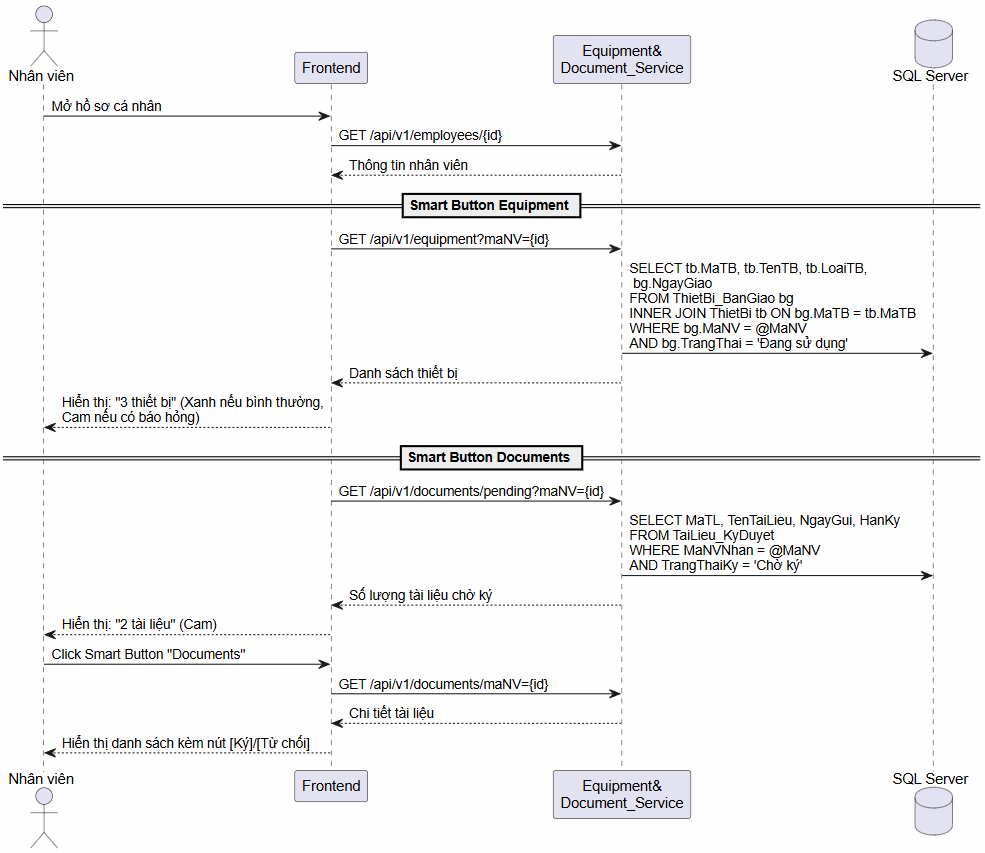 Nhân viên
Frontend
Equipment&
Document_Service
SQL Server
Mở hồ sơ cá nhân
GET /api/v1/employees/{id}
Thông tin nhân viên
Smart Button Equipment
GET /api/v1/equipment?maNV={id}
SELECT tb.MaTB, tb.TenTB, tb.LoaiTB,
bg.NgayGiao
FROM ThietBi_BanGiao bg
INNER JOIN ThietBi tb ON bg.MaTB = tb.MaTB
WHERE bg.MaNV = @MaNV
AND bg.TrangThai = 'Đang sử dụng'
Danh sách thiết bị
Hiển thị: "3 thiết bị" (Xanh nếu bình thường,
Cam nếu có báo hỏng)
Smart Button Documents
GET /api/v1/documents/pending?maNV={id}
SELECT MaTL, TenTaiLieu, NgayGui, HanKy
FROM TaiLieu_KyDuyet
WHERE MaNVNhan = @MaNV
AND TrangThaiKy = 'Chờ ký'
Số lượng tài liệu chờ ký
Hiển thị: "2 tài liệu" (Cam)
Click Smart Button "Documents"
GET /api/v1/documents/maNV={id}
Chi tiết tài liệu
Hiển thị danh sách kèm nút [Ký]/[Từ chối]
Nhân viên
Frontend
Equipment&
Document_Service
SQL Server